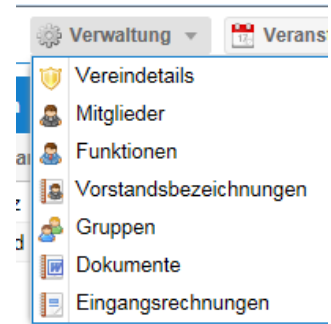 Verwaltung
Vereindetails
Mitglieder
Funktionen
Vorstandsbezeichnungen
Gruppen
Dokumente
Eingangsrechnungen